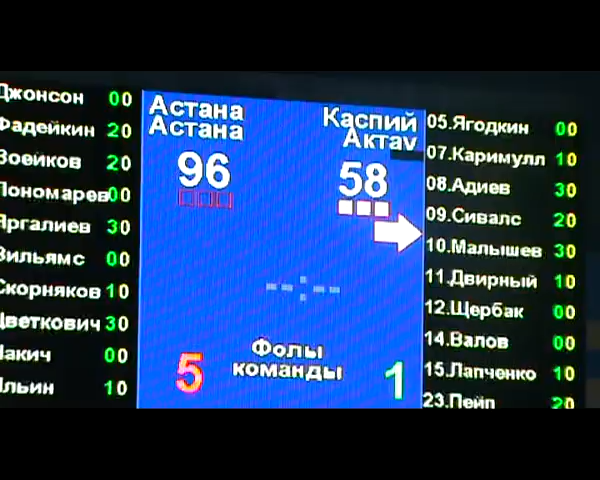 Джонсон 00
Фадейкин 20
Воейков 20
Пономарев 00
Яргалиев 30
Вильямс 00
Скорняков 10
Цветкович 30
Лакич 00
Ильин 10
Астана
Астана
96
Каспий
Актау
58
--:--
Фолы
команды
5
1
05.Ягодкин 00
07.Каримулл 10
08.Адиев 30
09.Сивалс 20
10.Малышев 30
11.Двирный 10
12.Щербак 00
14.Валов 00
15.Лапченко 10
23.Пейп 20